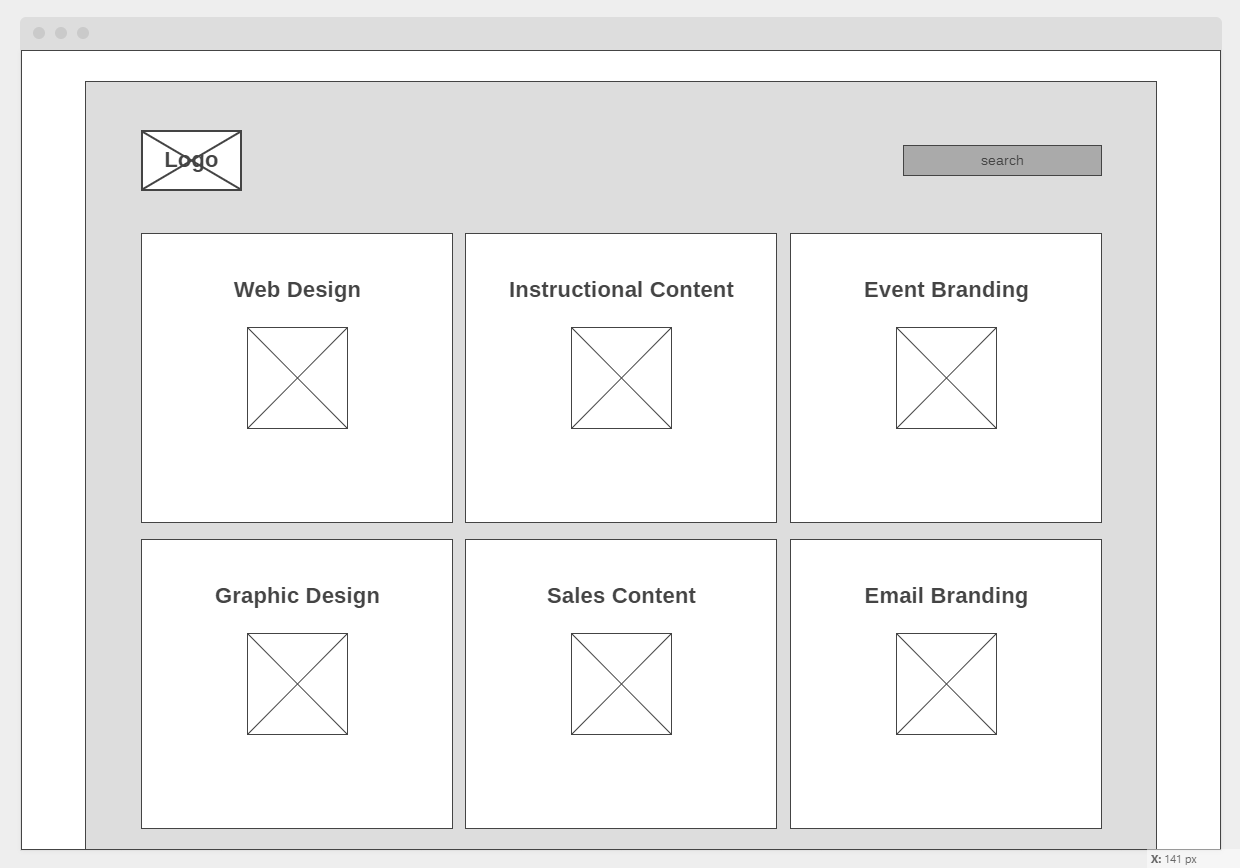 Logo
search
Web Design
Instructional Content
Event Branding
Graphic Design
Sales Content
Email Branding
X: 141 px